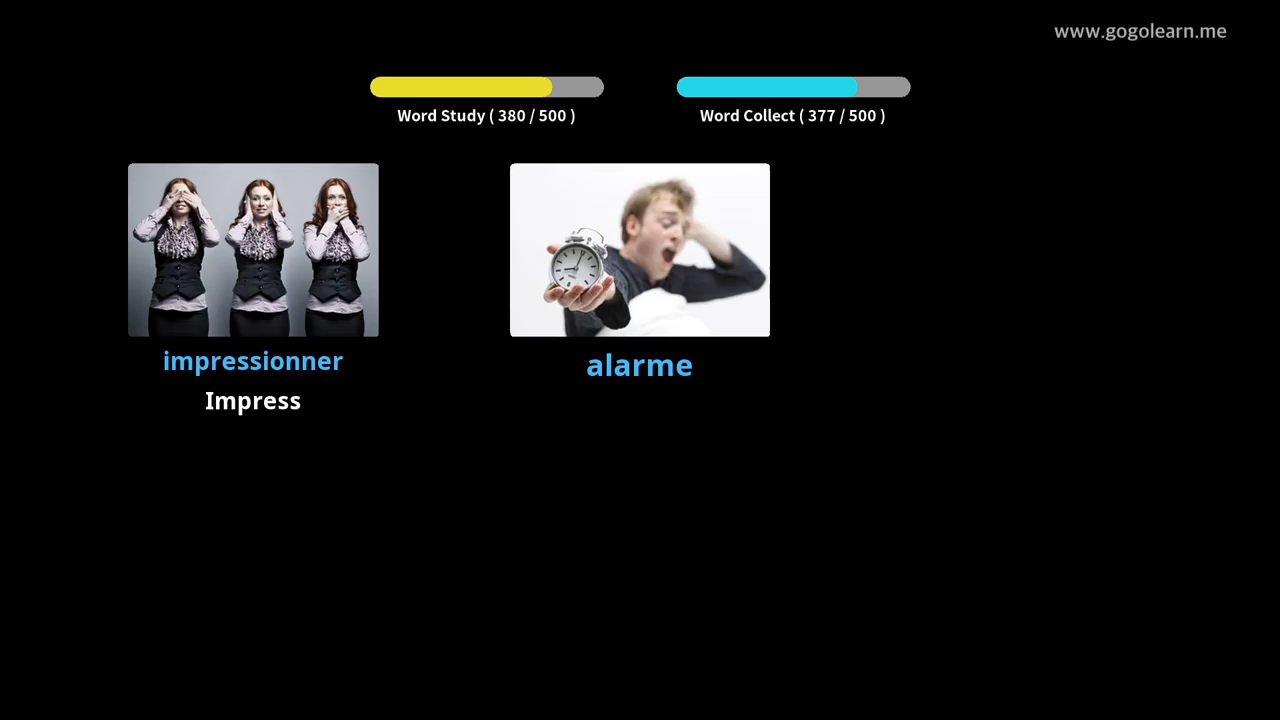 www.gogolearn.me
Word Study ( 380 / 500 )
Word Collect ( 377 / 500 )
impressionner
Impress
alarme